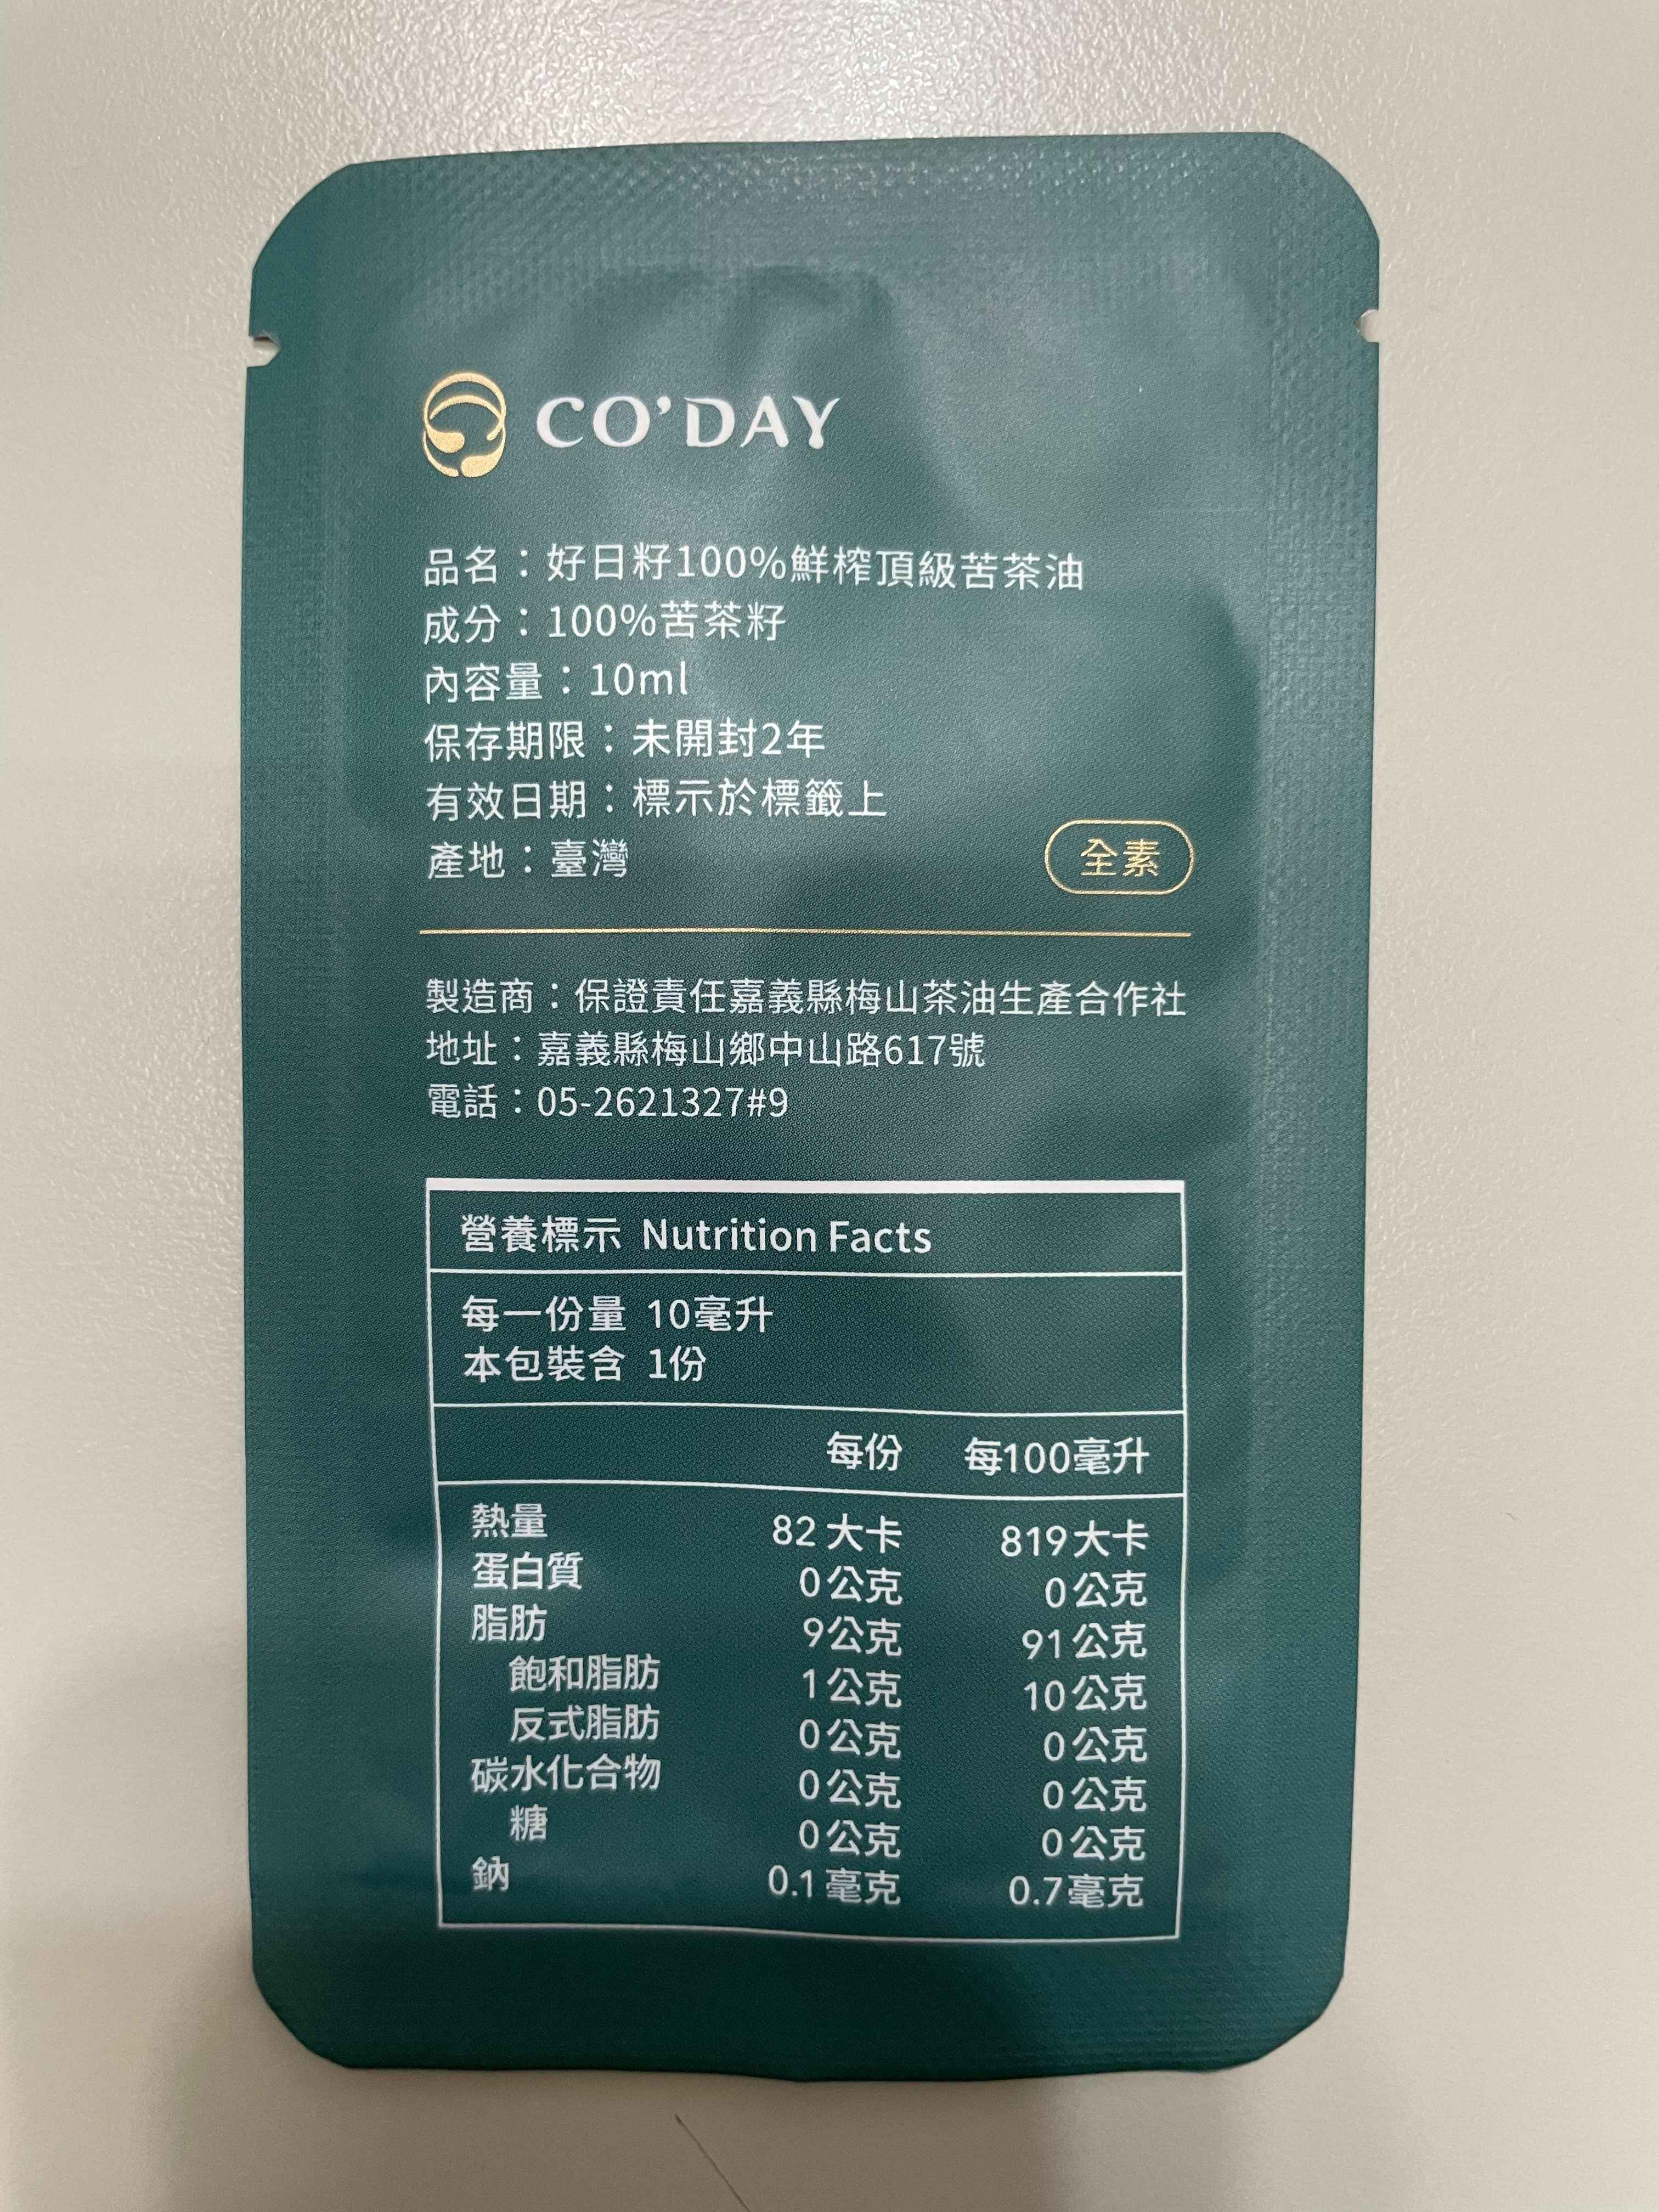 CO'DAY
品名：好日籽100%鮮榨頂級苦茶油
成分：100%苦茶籽
內容量：10ml
保存期限：未開封2年
有效日期：標示於標籤上
產地：臺灣
全素
製造商：保證責任嘉義縣梅山茶油生產合作社
地址：嘉義縣梅山鄉中山路617號
電話：05-2621327#9
營養標示 Nutrition Facts
每一份量 10毫升
本包裝含 1份
每份 每100毫升
熱量 82大卡 819大卡
蛋白質 0公克 0公克
脂肪 9公克 91公克
飽和脂肪 1公克 10公克
反式脂肪 0公克 0公克
碳水化合物 0公克 0公克
糖 0公克 0公克
鈉 0.1毫克 0.7毫克